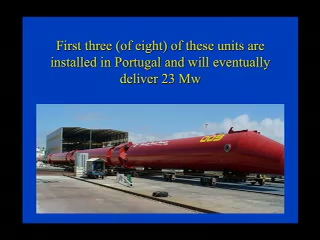 First three (of eight) of these units are
installed in Portugal and will eventually
deliver 23 Mw